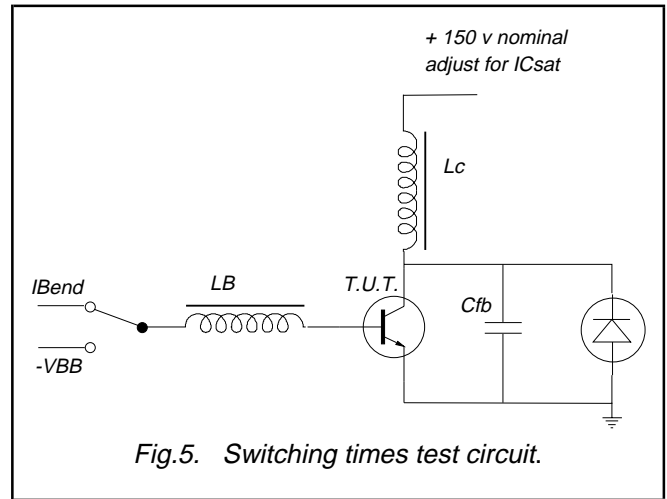 + 150 v nominal
adjust for ICsat
Lc
IBend
LB
T.U.T.
Cfb
-VBB
Fig.5. Switching times test circuit.